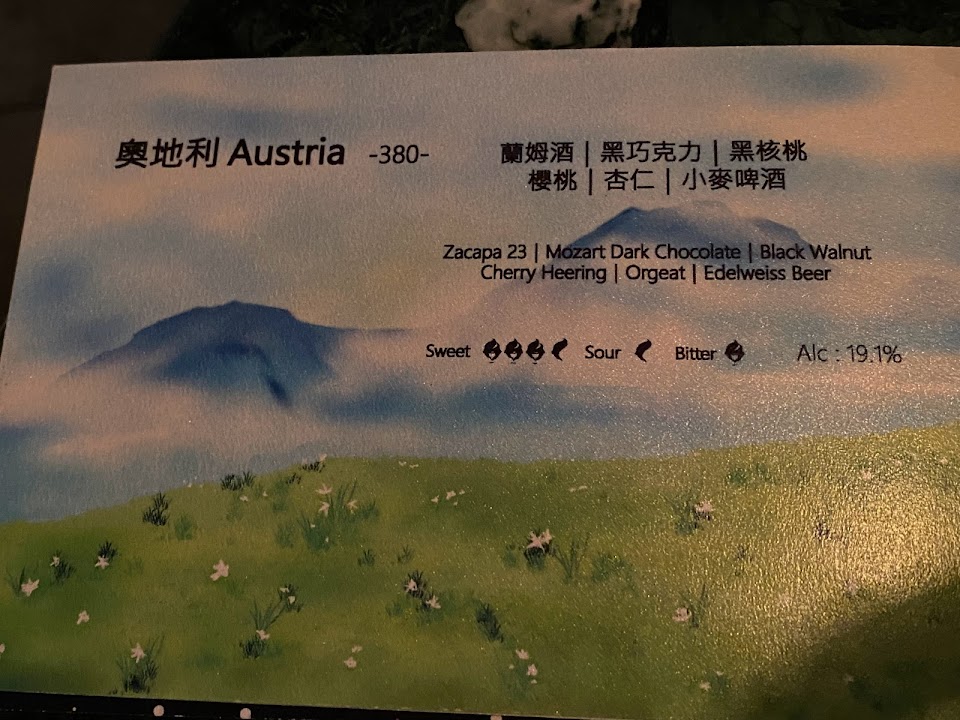 奧地利 Austria -380-
蘭姆酒 | 黑巧克力 | 黑核桃
櫻桃 | 杏仁 | 小麥啤酒
Zacapa 23 | Mozart Dark Chocolate | Black Walnut
Cherry Heering | Orgeat | Edelweiss Beer
Sweet Sour Bitter Alc : 19.1%